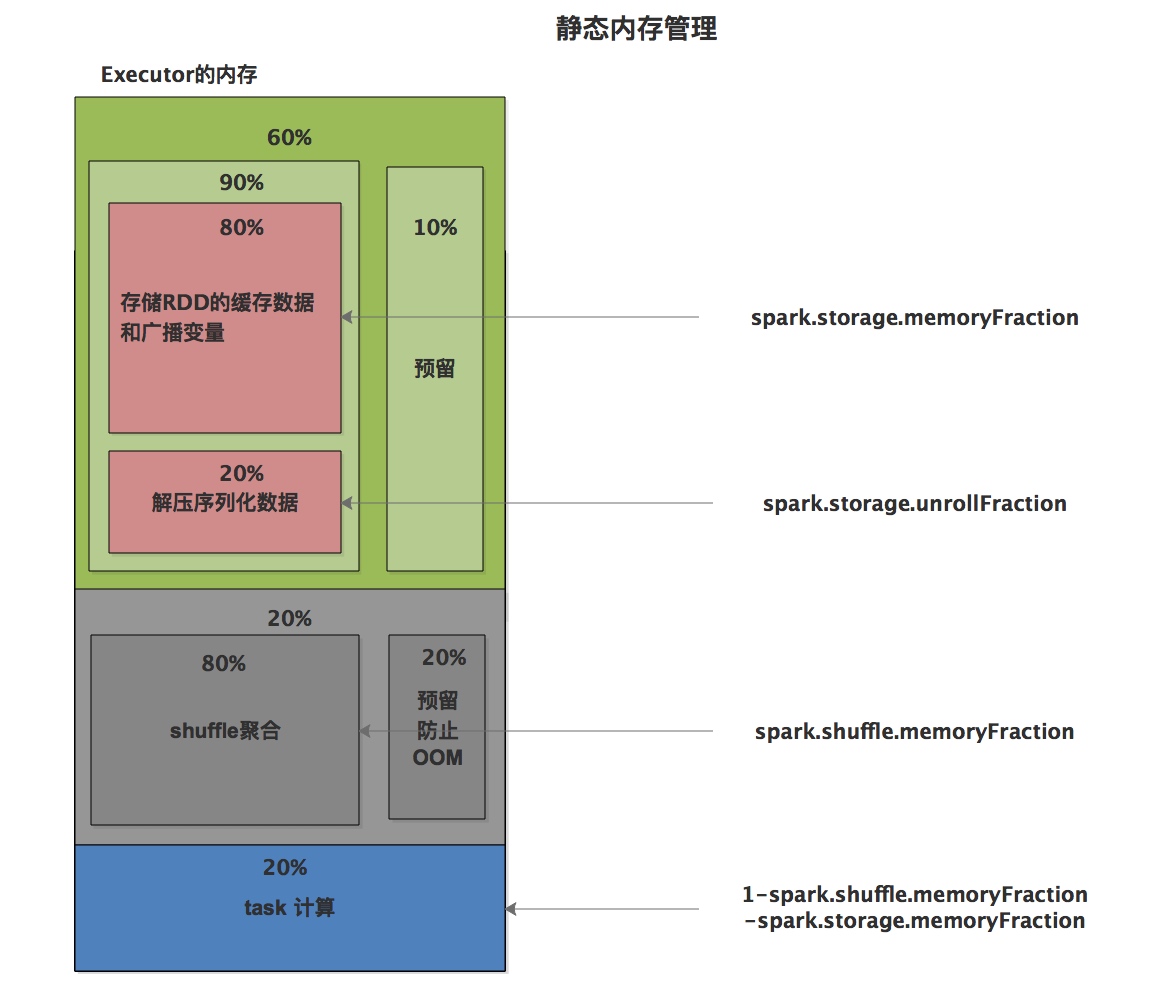 静态内存管理
Executor的内存
60%
90%
80%
存储RDD的缓存数据
和广播变量
10%
预留
spark.storage.memoryFraction
20%
解压序列化数据
spark.storage.unrollFraction
20%
80%
shuffle聚合
20%
预留
防止
OOM
spark.shuffle.memoryFraction
20%
task 计算
1-spark.shuffle.memoryFraction
-spark.storage.memoryFraction